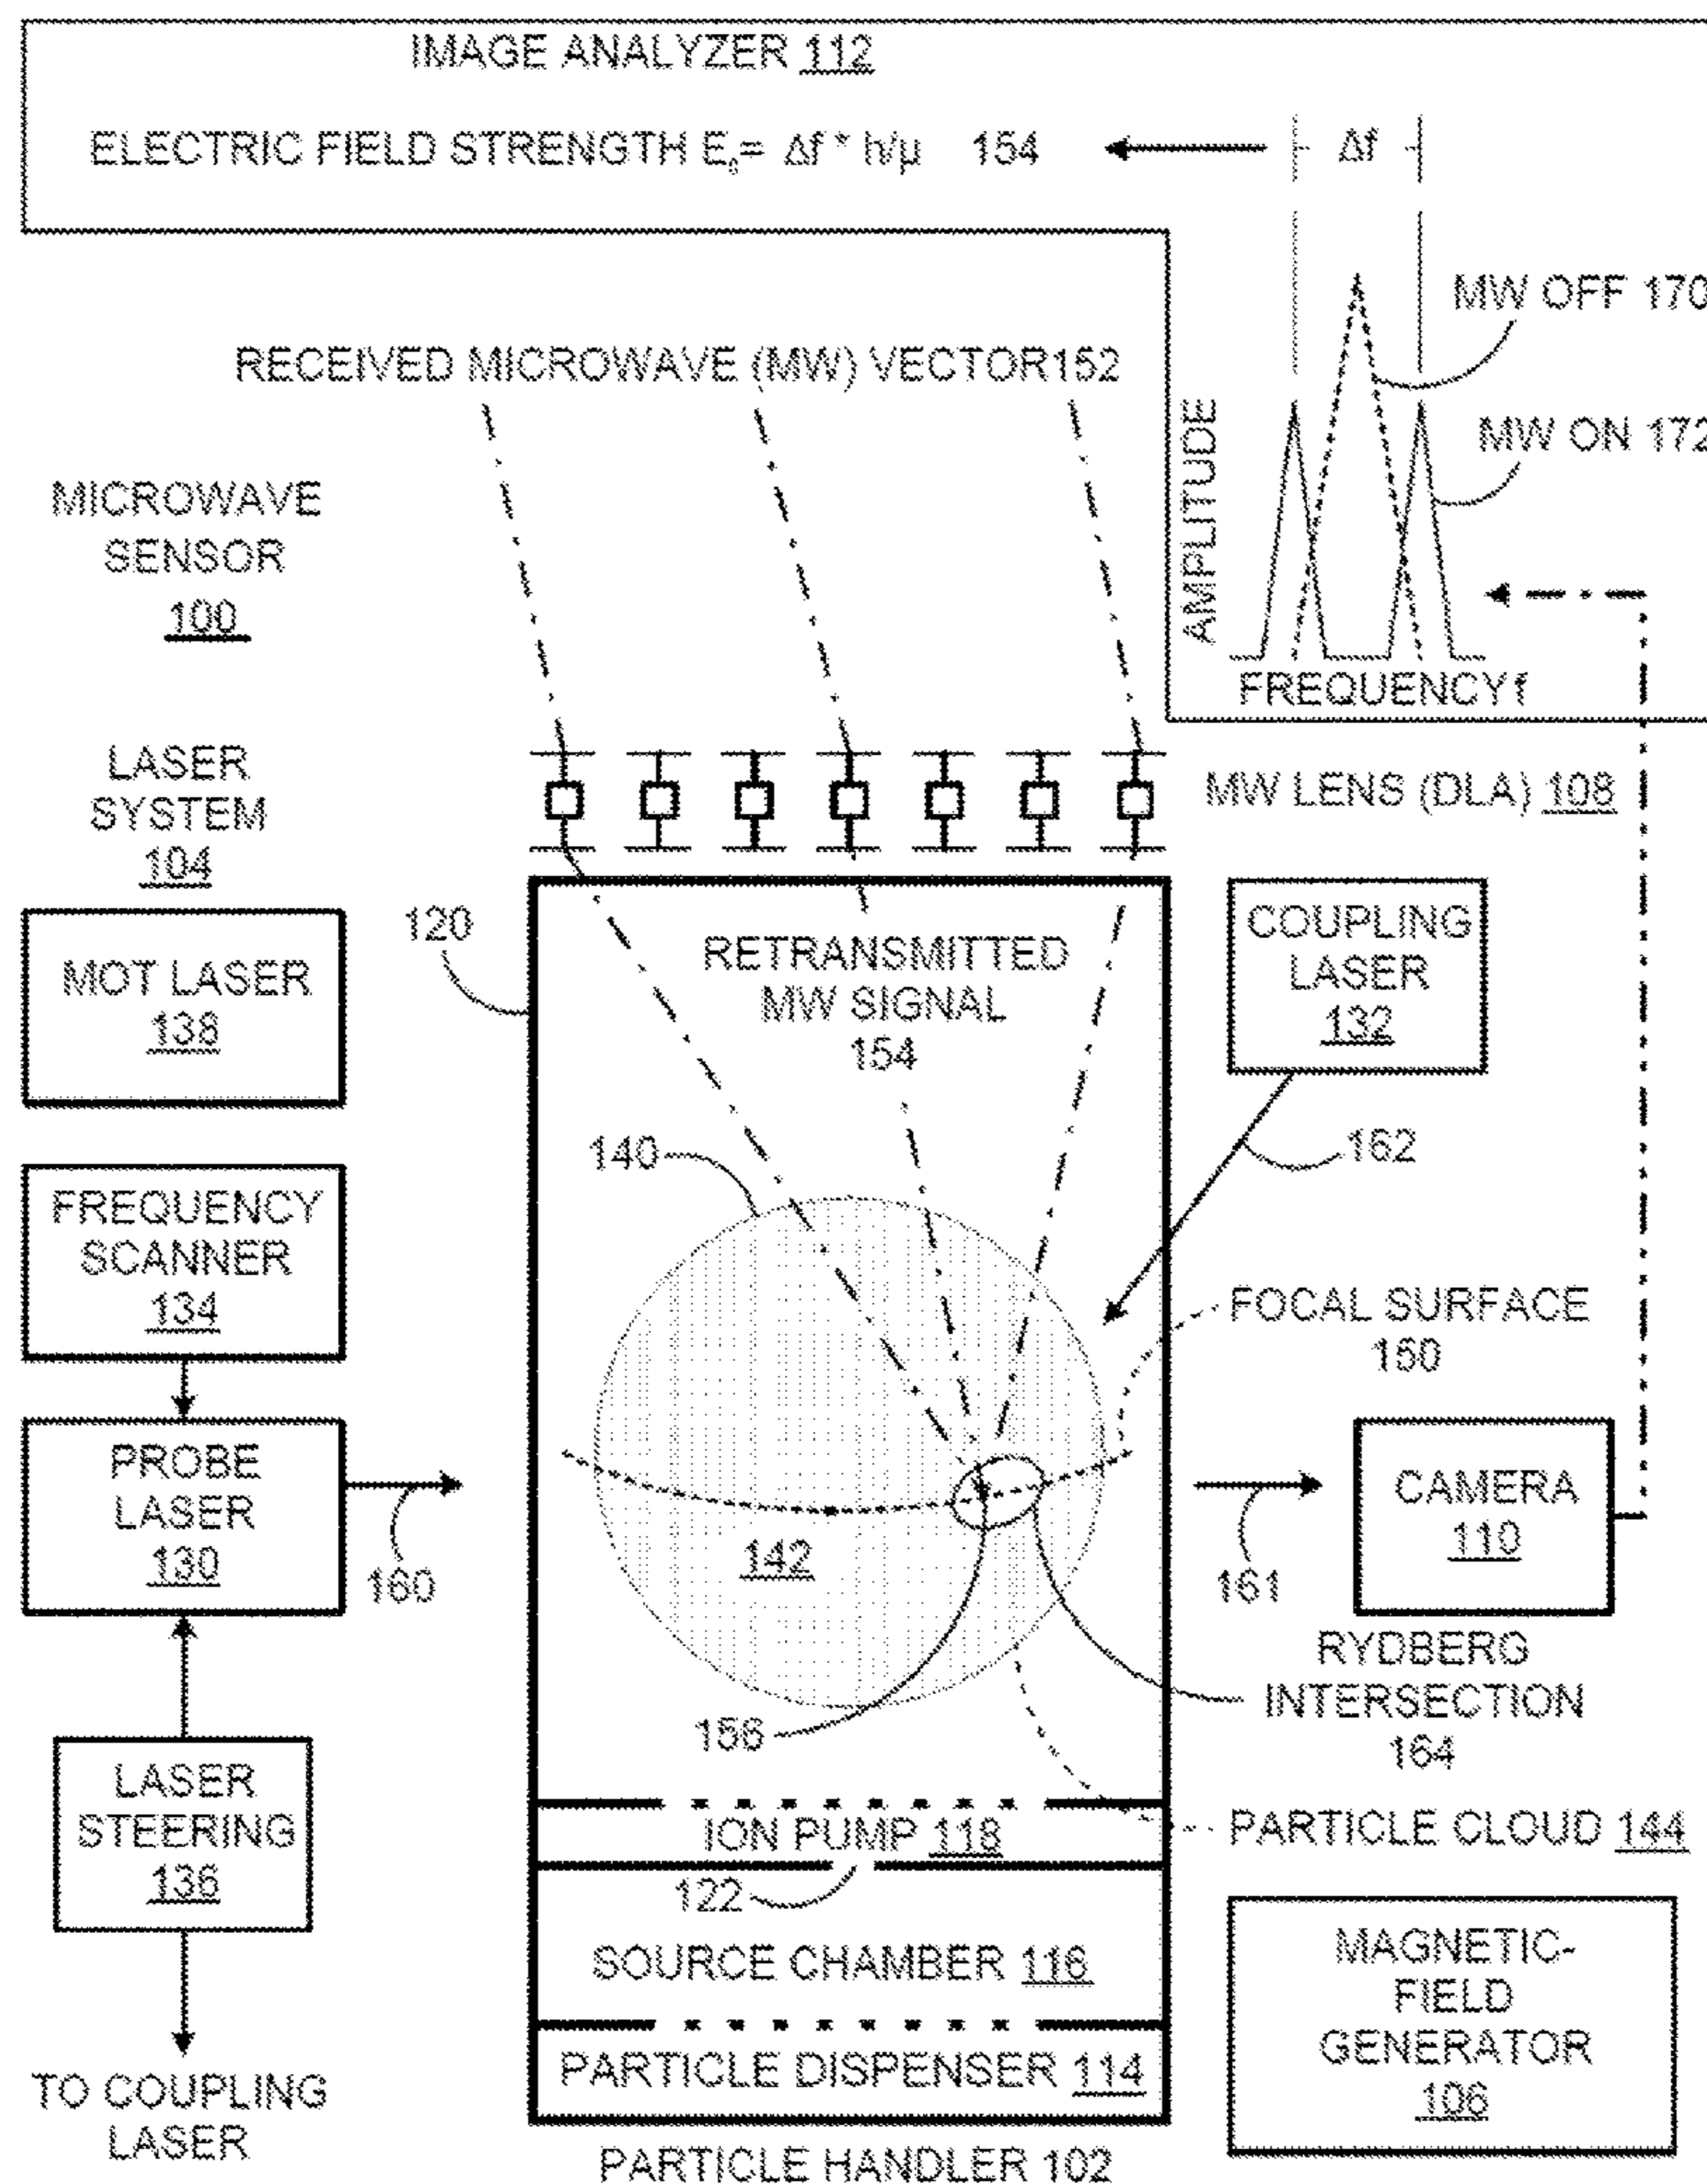 IMAGE ANALYZER 112
ELECTRIC FIELD STRENGTH E₀= Δf * h/μ 154
Δf
MW OFF 170
RECEIVED MICROWAVE (MW) VECTOR152
MW ON 172
AMPLITUDE
FREQUENCY f
MICROWAVE
SENSOR
100
LASER
SYSTEM
104
MW LENS (DLA) 108
MOT LASER
138
120
RETRANSMITTED
MW SIGNAL
154
COUPLING
LASER
132
140
162
FREQUENCY
SCANNER
134
FOCAL SURFACE
150
PROBE
LASER
130
160
142
161
CAMERA
110
156
RYDBERG
INTERSECTION
164
LASER
STEERING
136
ION PUMP 118
PARTICLE CLOUD 144
122
SOURCE CHAMBER 116
MAGNETIC-
FIELD
GENERATOR
106
PARTICLE DISPENSER 114
TO COUPLING
LASER
PARTICLE HANDLER 102